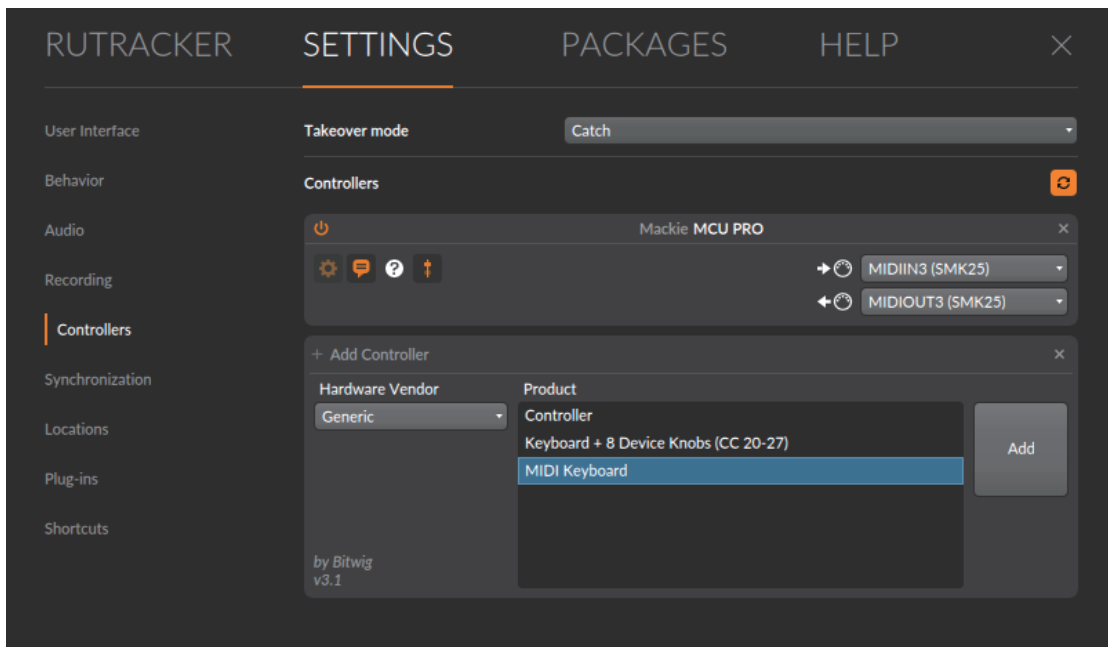 RUTRACKER SETTINGS PACKAGES HELP
User Interface
Behavior
Audio
Recording
Controllers
Synchronization
Locations
Plug-ins
Shortcuts
Takeover mode Catch
Controllers
Mackie MCU PRO
MIDIIN3 (SMK25)
MIDIOUT3 (SMK25)
+ Add Controller
Hardware Vendor Product
Generic
Controller
Keyboard + 8 Device Knobs (CC 20-27)
MIDI Keyboard
Add
by Bitwig
v3.1